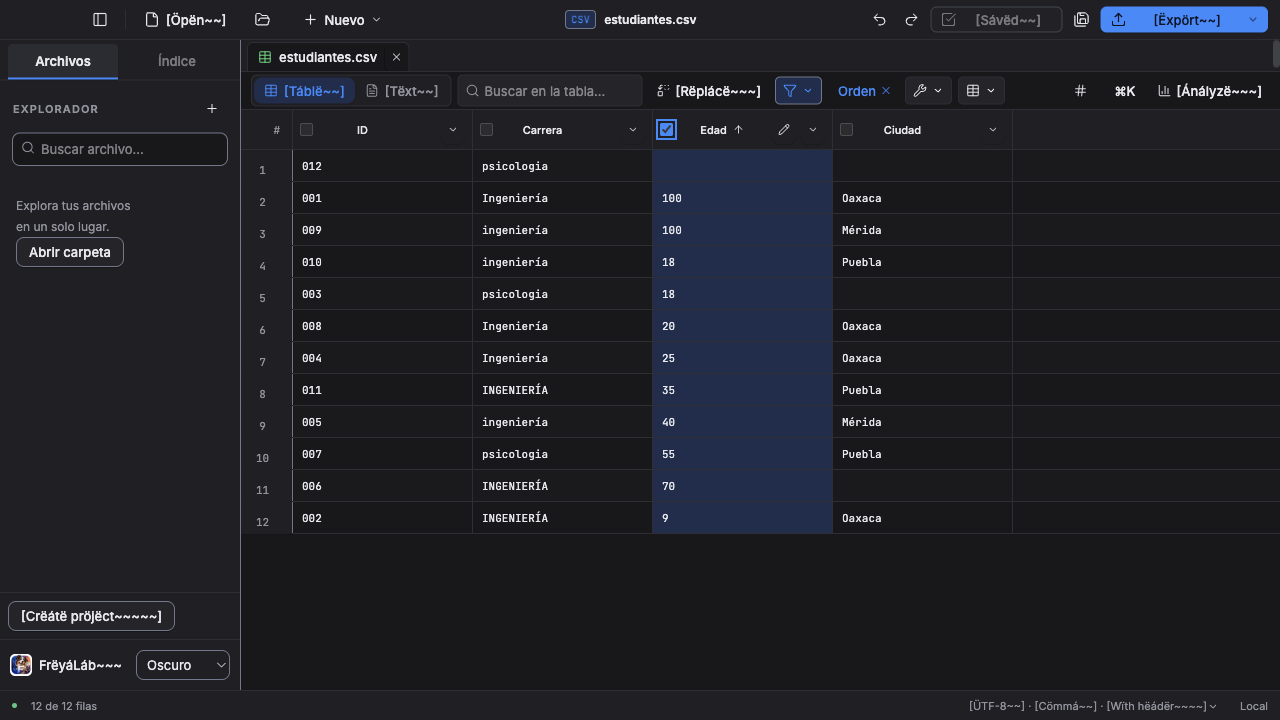 [Öpën~~]
Nuevo
CSV estudiantes.csv
[Sávëd~~]
[Ëxpört~~]
Archivos
Índice
estudiantes.csv
[Táblë~~]
[Tëxt~~]
Buscar en la tabla...
[Rëplácë~~~]
Orden
#
⌘K
[Ánályzë~~~]
EXPLORADOR
Buscar archivo...
Explora tus archivos
en un solo lugar.
Abrir carpeta
# ID Carrera Edad ↑ Ciudad
1 012 psicologia
2 001 Ingeniería 100 Oaxaca
3 009 ingeniería 100 Mérida
4 010 ingeniería 18 Puebla
5 003 psicologia 18
6 008 Ingeniería 20 Oaxaca
7 004 Ingeniería 25 Oaxaca
8 011 INGENIERÍA 35 Puebla
9 005 ingeniería 40 Mérida
10 007 psicologia 55 Puebla
11 006 INGENIERÍA 70
12 002 INGENIERÍA 9 Oaxaca
[Crëátë pröjëct~~~~~]
FrëyáLáb~~~
Oscuro
12 de 12 filas
[ÜTF-8~~] · [Cömmá~~] · [Wíth hëádër~~~~]
Local